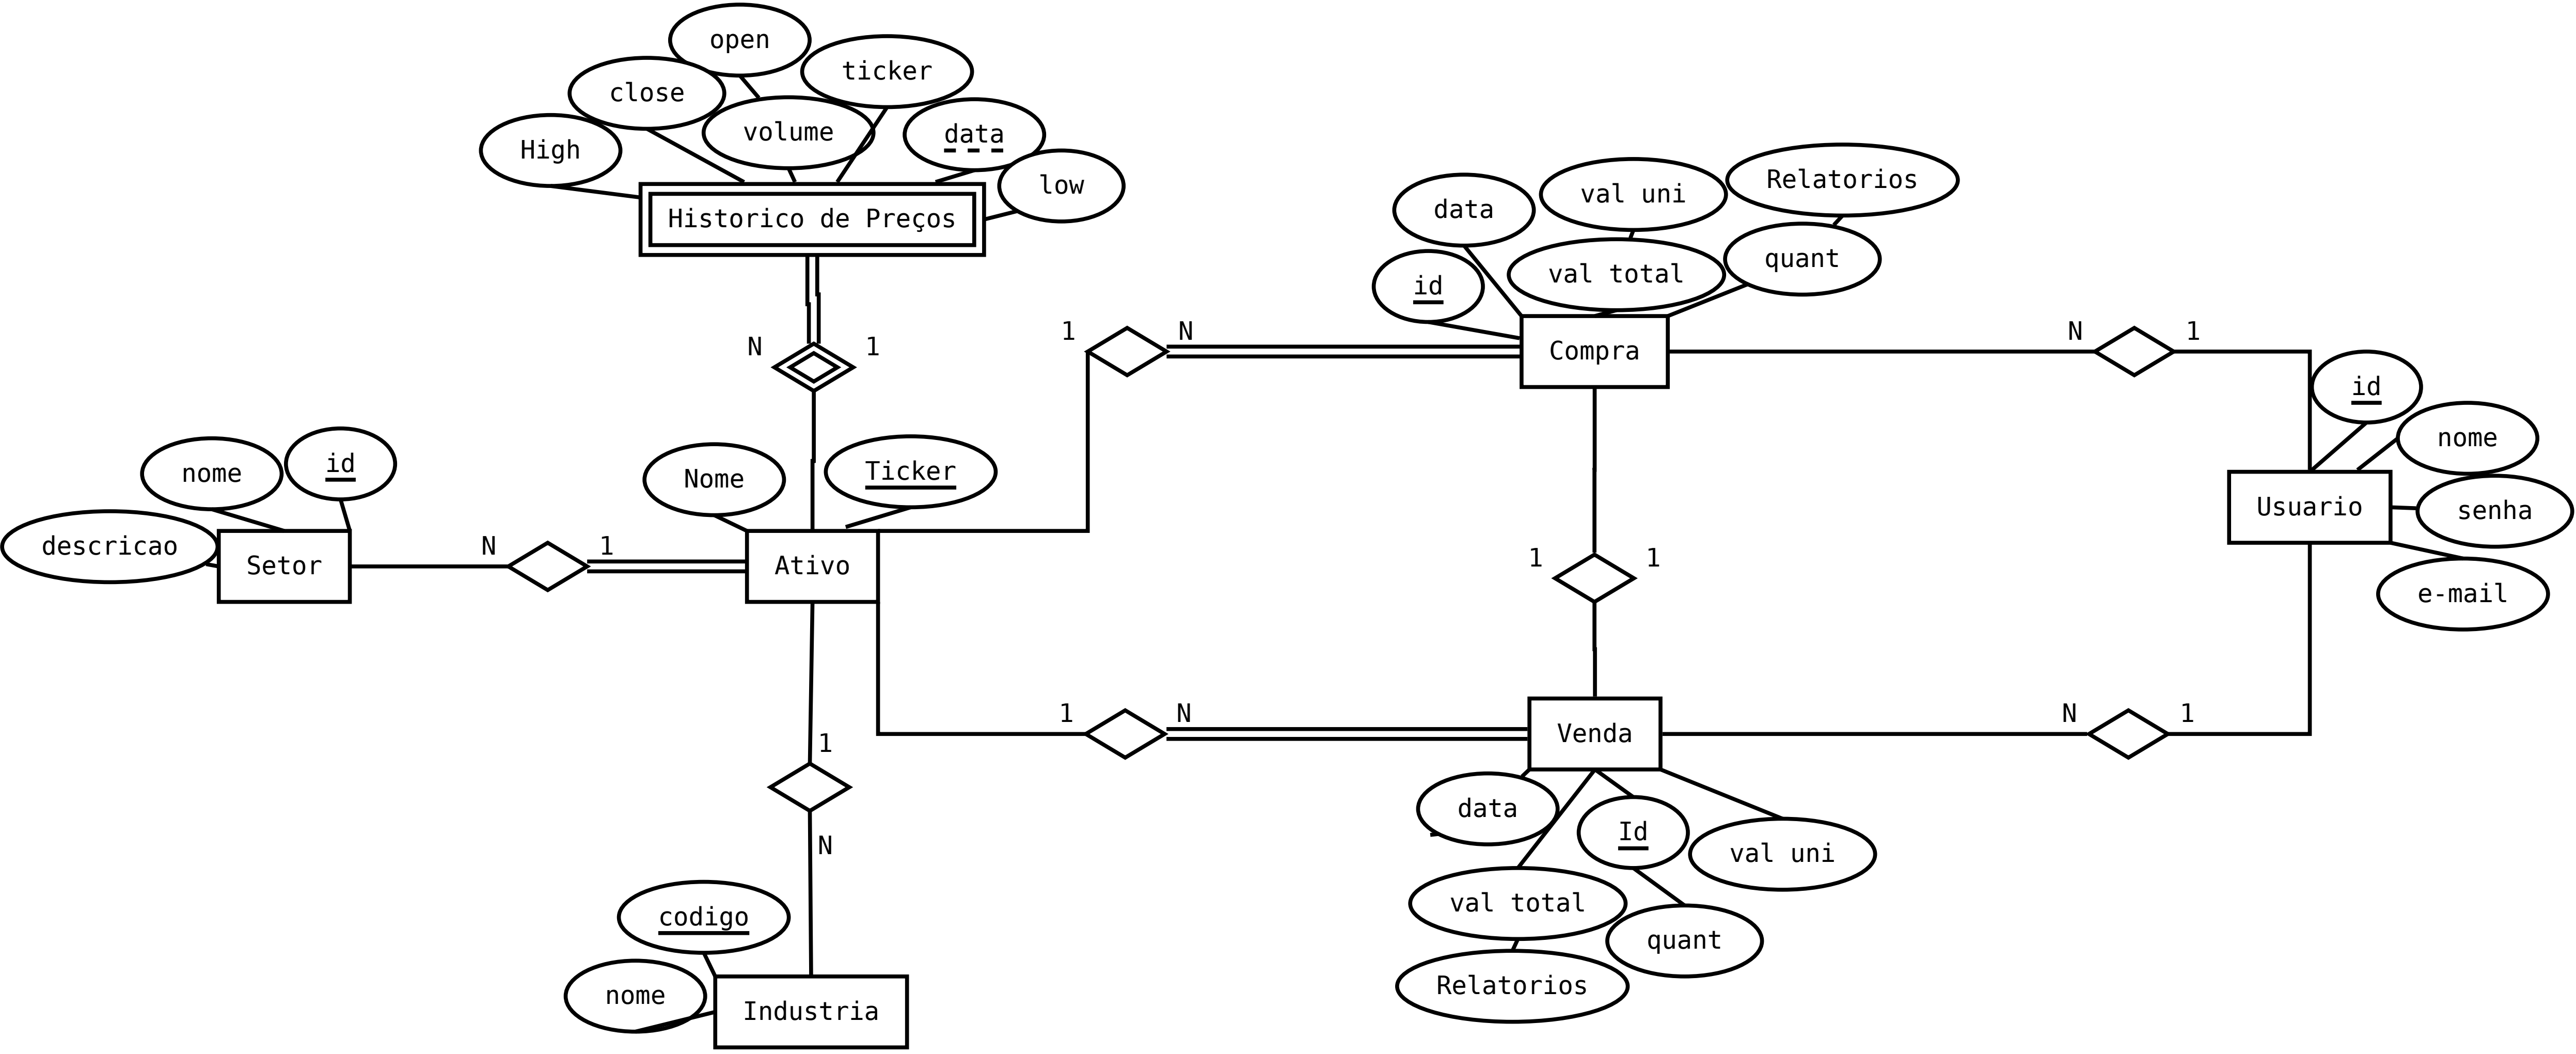 open
ticker
close
volume
data
High
low
Historico de Preços
Relatorios
val uni
data
quant
val total
id
N
1
1
N
Compra
N
1
id
nome
id
nome
Nome
Ticker
nome
senha
Usuario
descricao
Setor
N
1
Ativo
1
1
e-mail
1
N
Venda
N
1
1
N
data
Id
val uni
codigo
val total
quant
nome
Relatorios
Industria